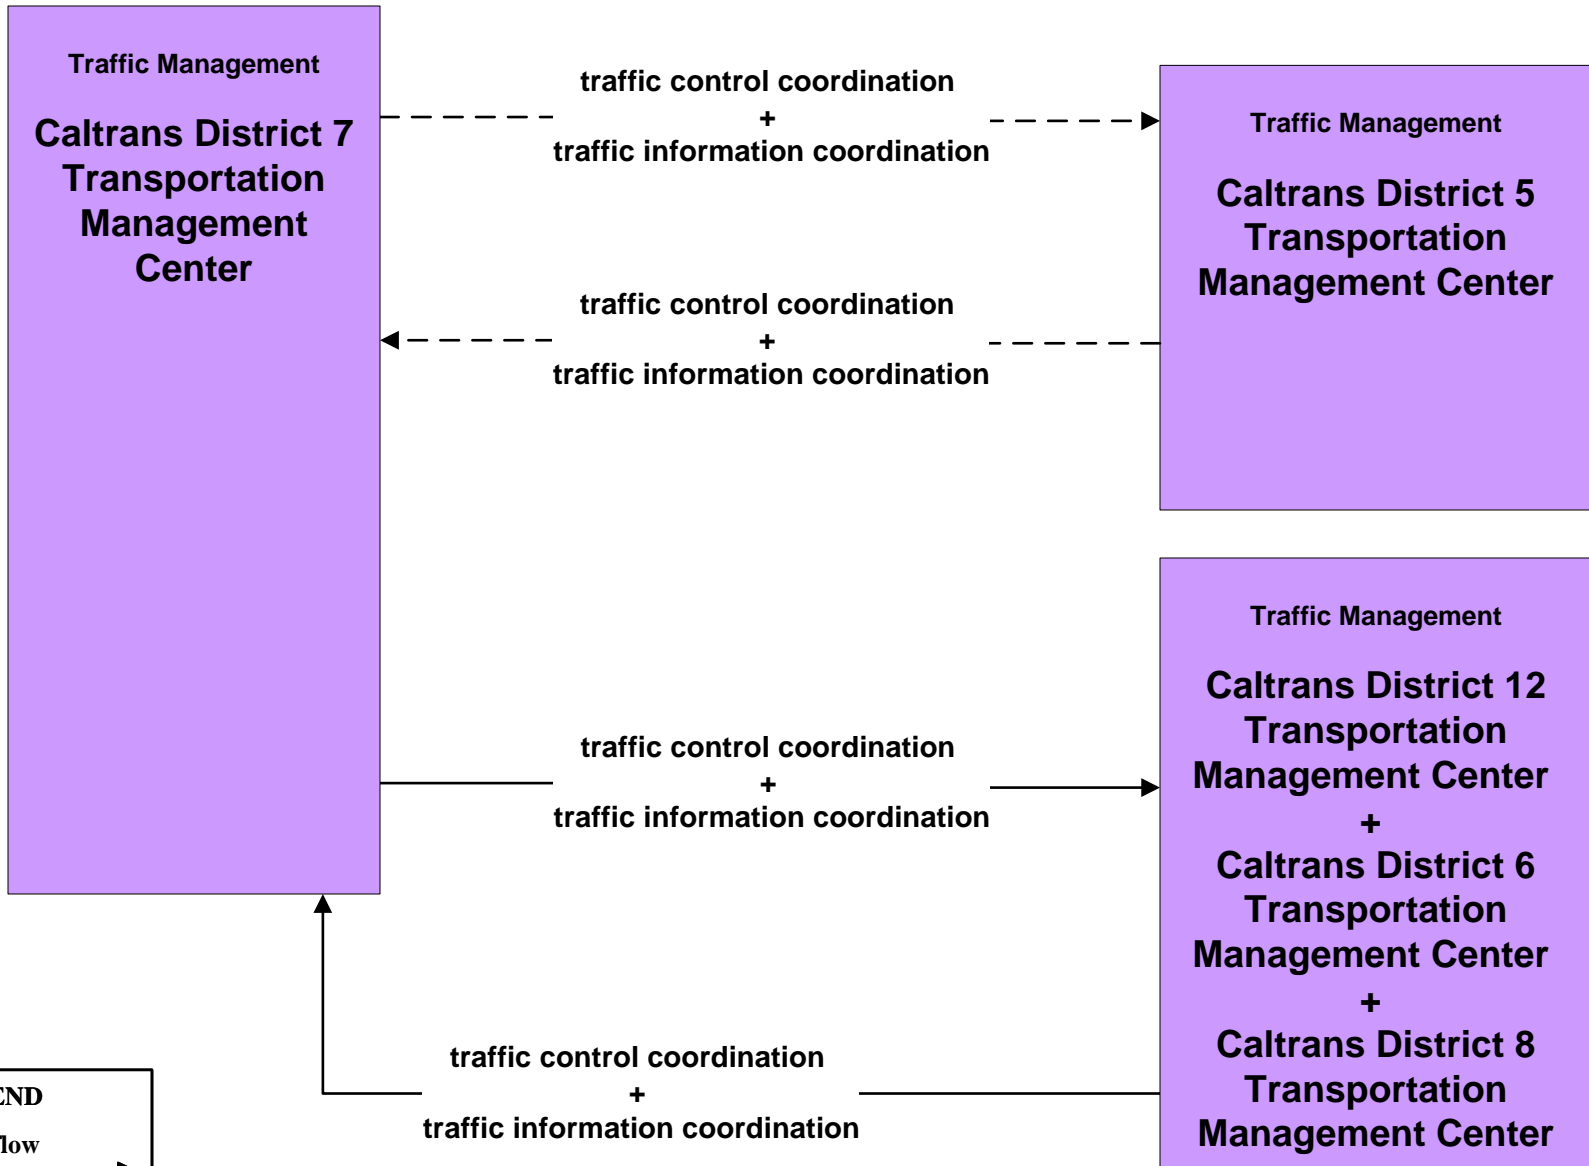 Traffic Management
Caltrans District 7
Transportation
Management
Center
traffic control coordination
+
traffic information coordination
Traffic Management
Caltrans District 5
Transportation
Management Center
traffic control coordination
+
traffic information coordination
traffic control coordination
+
traffic information coordination
Traffic Management
Caltrans District 12
Transportation
Management Center
+
Caltrans District 6
Transportation
Management Center
+
Caltrans District 8
Transportation
Management Center
traffic control coordination
+
traffic information coordination